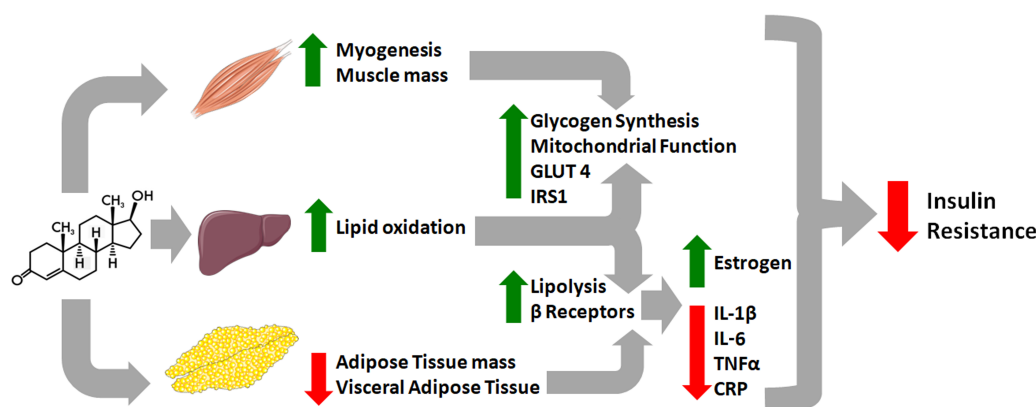 Myogenesis
Muscle mass
Glycogen Synthesis
Mitochondrial Function
GLUT 4
IRS1
CH₃
OH
CH₃
H
H
H
O
Lipid oxidation
Insulin
Resistance
Estrogen
Lipolysis
β Receptors
IL-1β
IL-6
TNFα
CRP
Adipose Tissue mass
Visceral Adipose Tissue